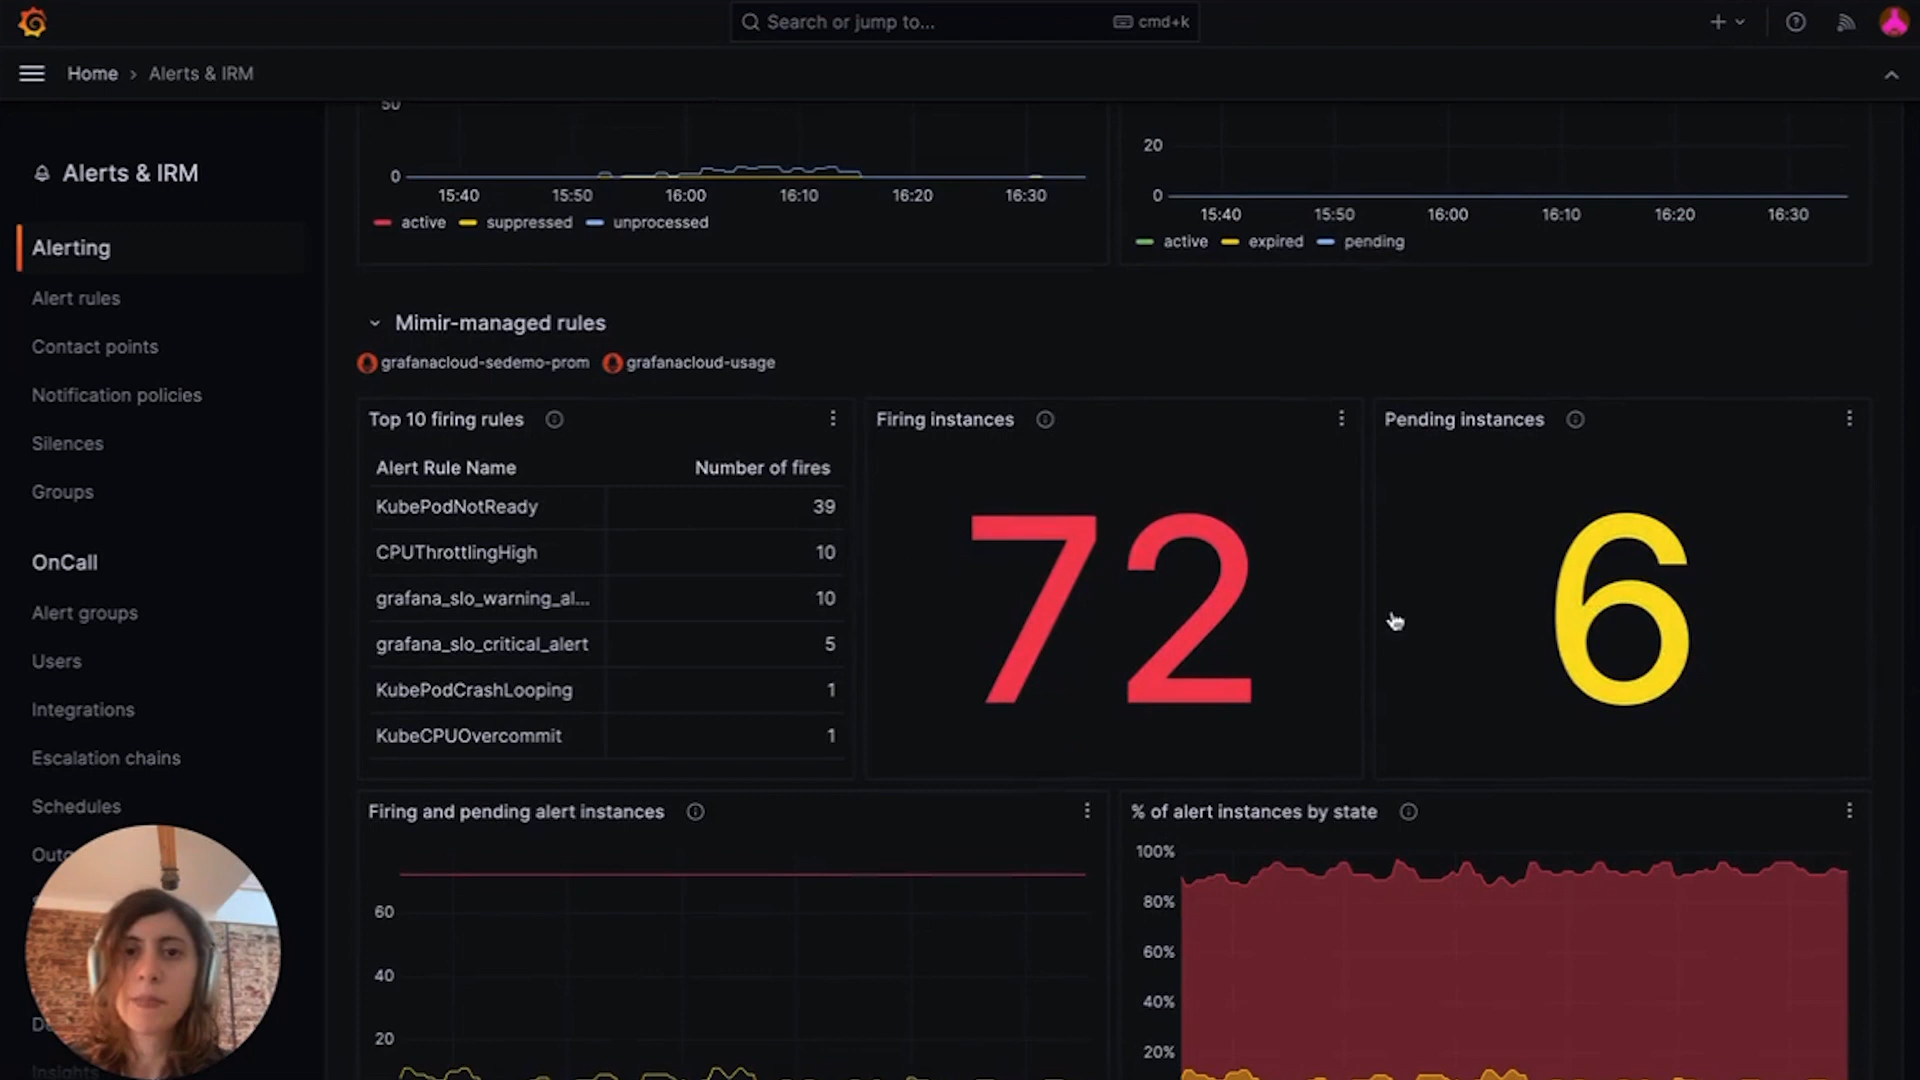 Search or jump to...
cmd+k
Home › Alerts & IRM
Alerts & IRM
Alerting
Alert rules
Contact points
Notification policies
Silences
Groups
OnCall
Alert groups
Users
Integrations
Escalation chains
Schedules
Insights
50
0
15:40 15:50 16:00 16:10 16:20 16:30
active suppressed unprocessed
20
0
15:40 15:50 16:00 16:10 16:20 16:30
active expired pending
Mimir-managed rules
grafanacloud-sedemo-prom grafanacloud-usage
Top 10 firing rules
Alert Rule Name Number of fires
KubePodNotReady 39
CPUThrottlingHigh 10
grafana_slo_warning_al... 10
grafana_slo_critical_alert 5
KubePodCrashLooping 1
KubeCPUOvercommit 1
Firing instances
72
Pending instances
6
Firing and pending alert instances
60
40
20
% of alert instances by state
100%
80%
60%
40%
20%